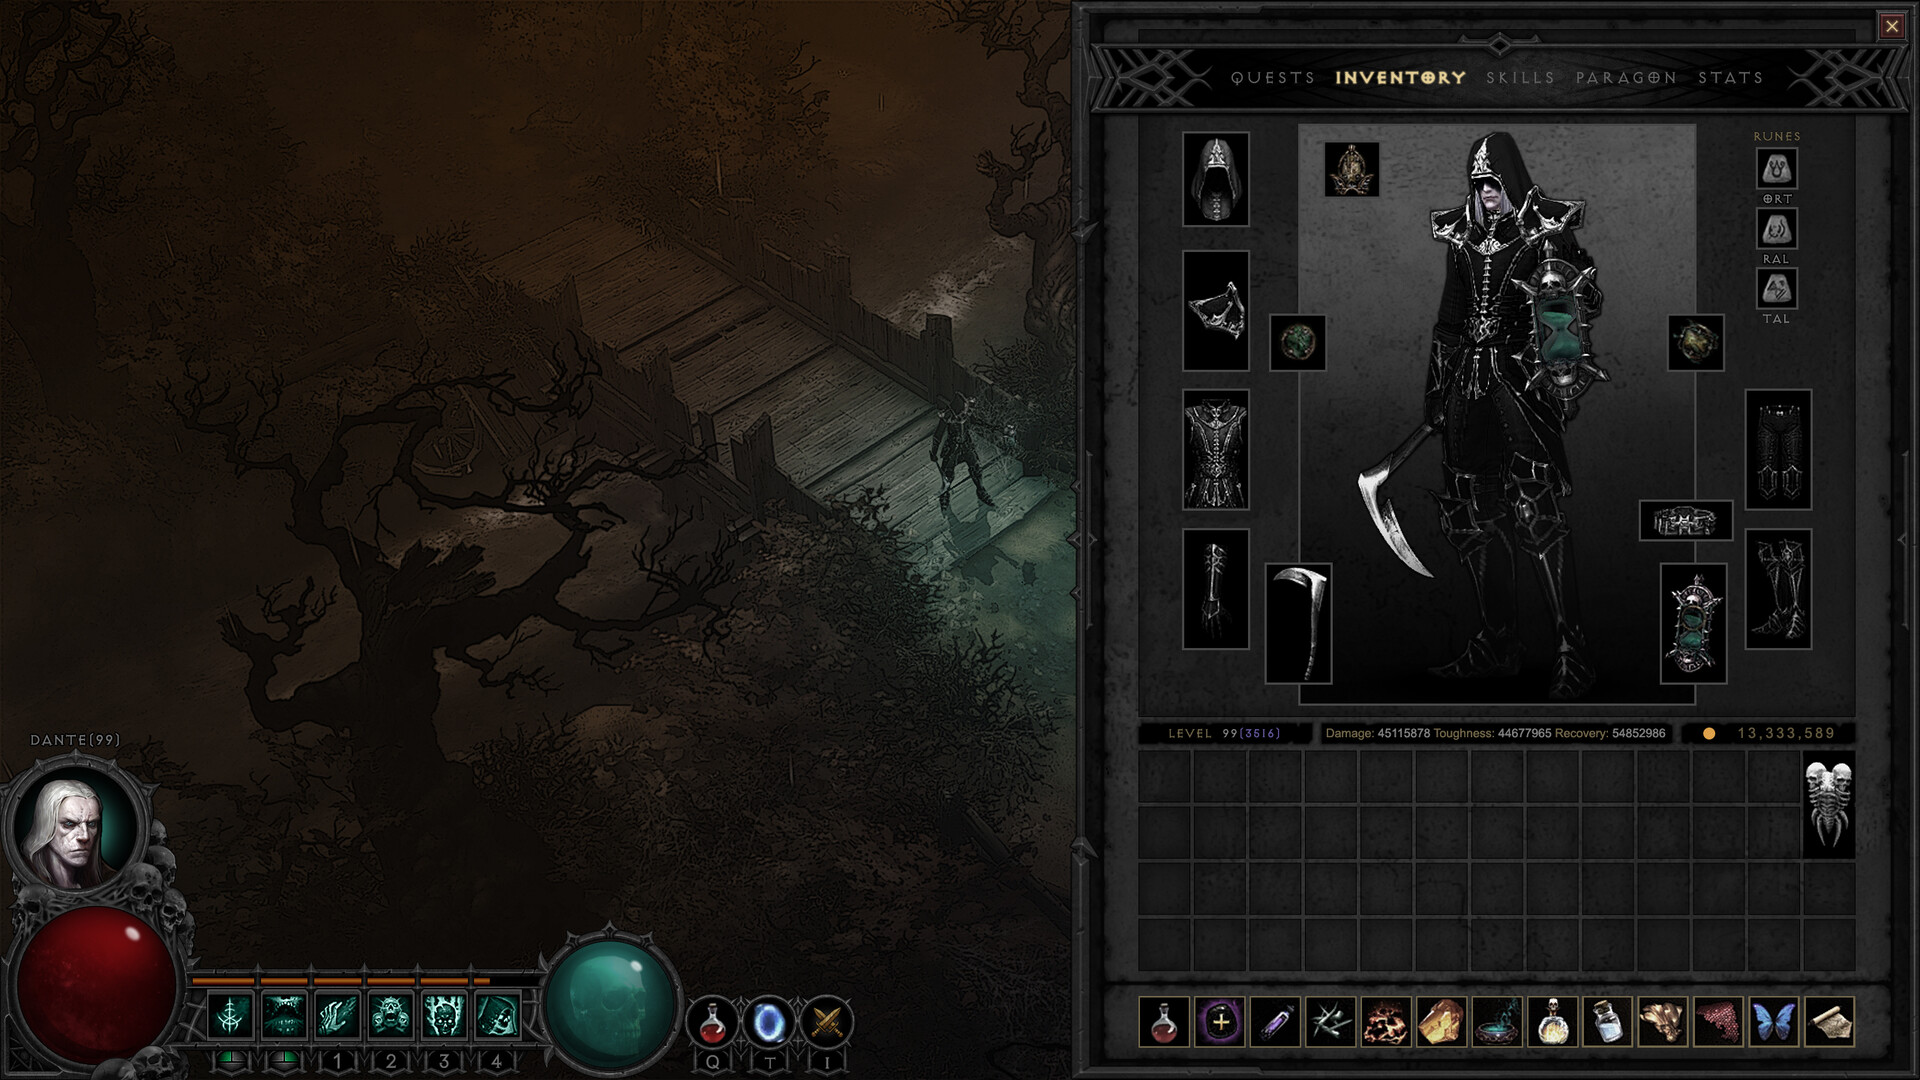 QUESTS INVENTORY SKILLS PARAGON STATS
RUNES
ORT
RAL
TAL
LEVEL 99(3516)
Damage: 45115878 Toughness: 44677965 Recovery: 54852986
13,333,589
DANTE(99)
1 2 3 4
Q T I